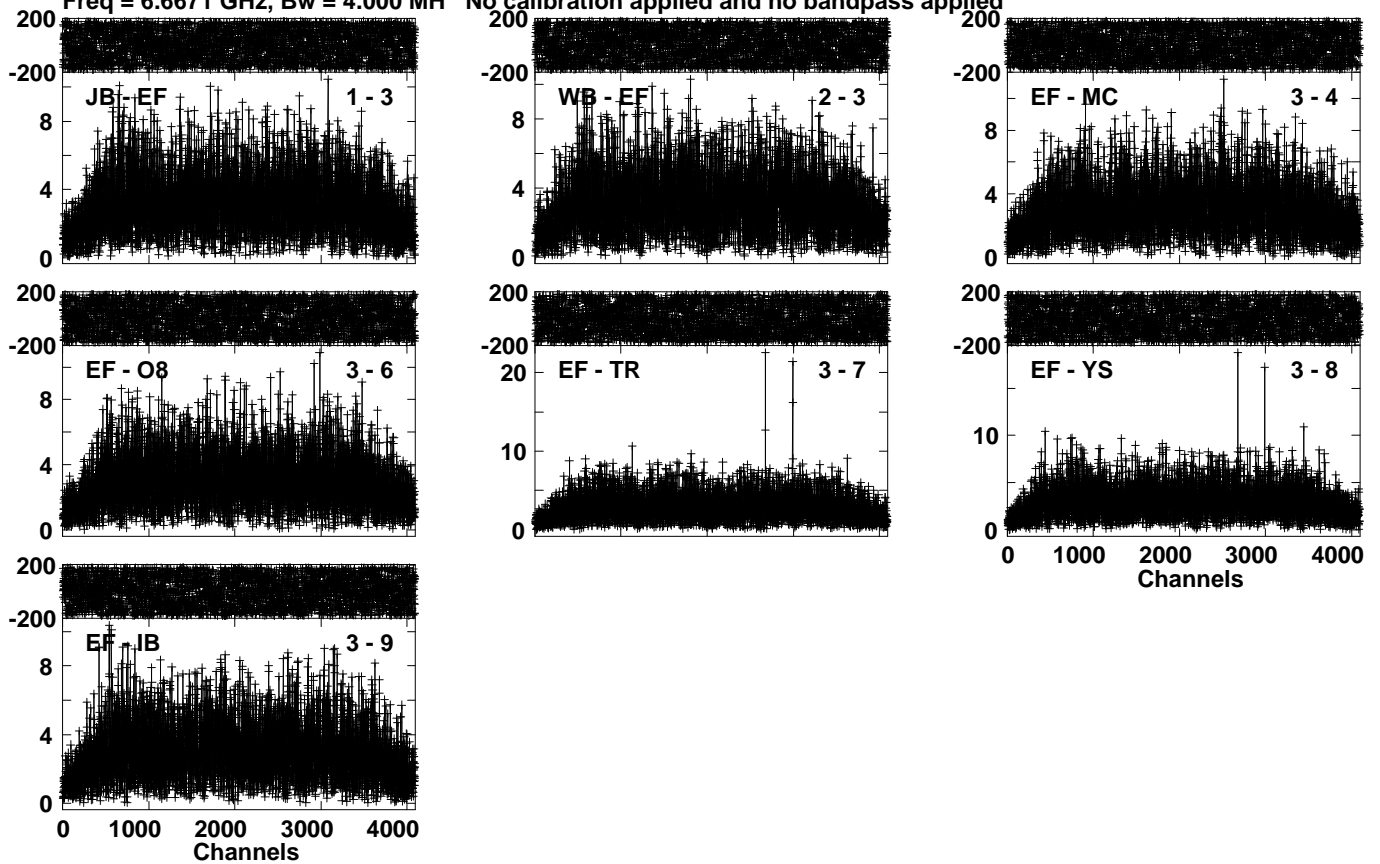 Freq = 6.6671 GHz, Bw = 4.000 MH No calibration applied and no bandpass applied
200 200 200
-200 -200 -200
JB - EF 1 - 3 WB - EF 2 - 3 EF - MC 3 - 4
8 8 8
4 4 4
0 0 0
200 200 200
-200 -200 -200
EF - O8 3 - 6 EF - TR 3 - 7 EF - YS 3 - 8
8 20
4 10 10
0 0 0
0 1000 2000 3000 4000
Channels
200
-200
EF - IB 3 - 9
8
4
0
0 1000 2000 3000 4000
Channels